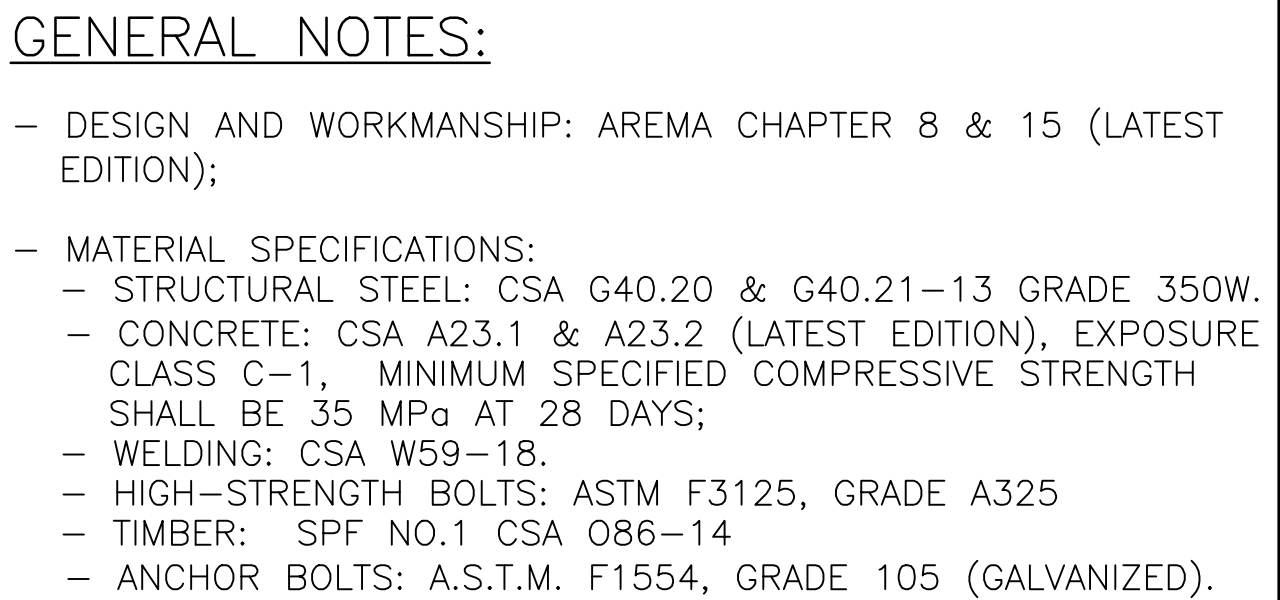 GENERAL NOTES:
– DESIGN AND WORKMANSHIP: AREMA CHAPTER 8 & 15 (LATEST
EDITION);
– MATERIAL SPECIFICATIONS:
– STRUCTURAL STEEL: CSA G40.20 & G40.21–13 GRADE 350W.
– CONCRETE: CSA A23.1 & A23.2 (LATEST EDITION), EXPOSURE
CLASS C–1, MINIMUM SPECIFIED COMPRESSIVE STRENGTH
SHALL BE 35 MPa AT 28 DAYS;
– WELDING: CSA W59–18.
– HIGH–STRENGTH BOLTS: ASTM F3125, GRADE A325
– TIMBER: SPF NO.1 CSA O86–14
– ANCHOR BOLTS: A.S.T.M. F1554, GRADE 105 (GALVANIZED).